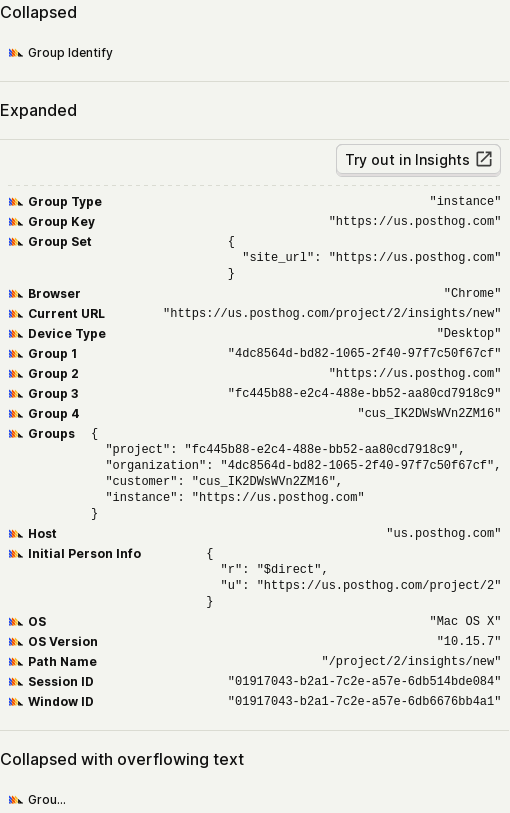 Collapsed
Group Identify
Expanded
Try out in Insights
Group Type "instance"
Group Key "https://us.posthog.com"
Group Set {
"site_url": "https://us.posthog.com"
}
Browser "Chrome"
Current URL "https://us.posthog.com/project/2/insights/new"
Device Type "Desktop"
Group 1 "4dc8564d-bd82-1065-2f40-97f7c50f67cf"
Group 2 "https://us.posthog.com"
Group 3 "fc445b88-e2c4-488e-bb52-aa80cd7918c9"
Group 4 "cus_IK2DWsWVn2ZM16"
Groups {
"project": "fc445b88-e2c4-488e-bb52-aa80cd7918c9",
"organization": "4dc8564d-bd82-1065-2f40-97f7c50f67cf",
"customer": "cus_IK2DWsWVn2ZM16",
"instance": "https://us.posthog.com"
}
Host "us.posthog.com"
Initial Person Info {
"r": "$direct",
"u": "https://us.posthog.com/project/2"
}
OS "Mac OS X"
OS Version "10.15.7"
Path Name "/project/2/insights/new"
Session ID "01917043-b2a1-7c2e-a57e-6db514bde084"
Window ID "01917043-b2a1-7c2e-a57e-6db6676bb4a1"
Collapsed with overflowing text
Grou...